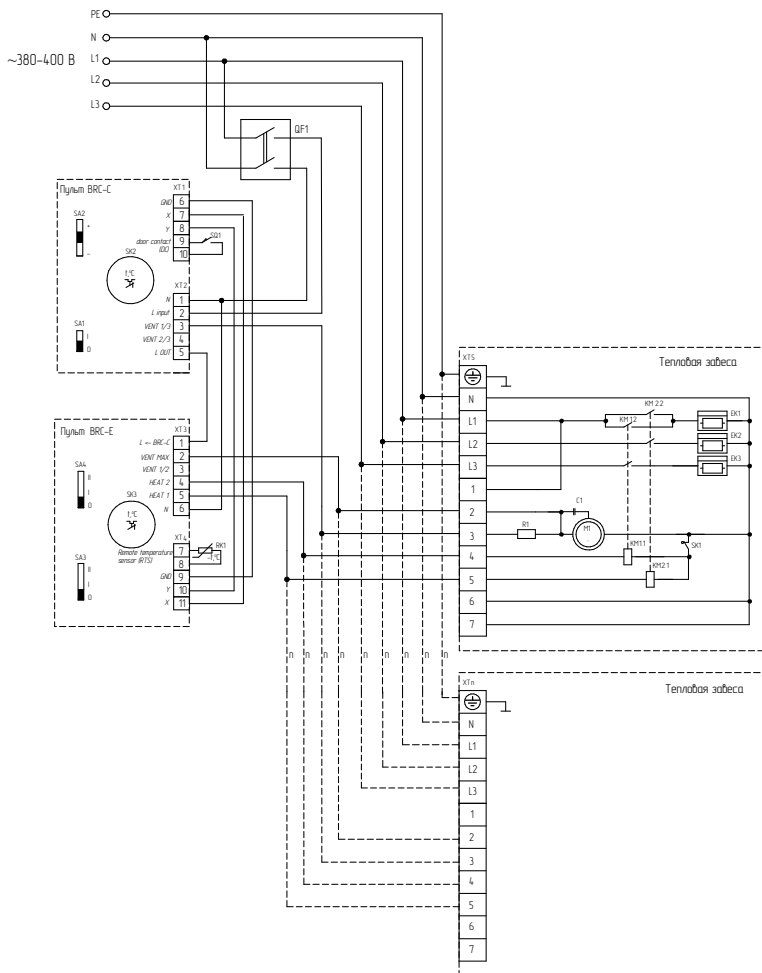 PE
N
~380-400 В
L1
L2
L3
QF1
Пульт BRC-C
XT1
SA2
+
-
GND 6
X 7
Y 8
door contact (DC) 9
10
SQ1
SK2
t,°C
XT2
N 1
L input 2
VENT 1/3 3
VENT 2/3 4
L OUT 5
SA1
I
0
Пульт BRC-E
XT3
L ← BRC-C 1
VENT MAX 2
VENT 1/2 3
HEAT 2 4
HEAT 1 5
N 6
SA4
II
I
0
SK3
t,°C
XT4
Remote temperature
sensor (RTS)
7
8
RK1
-t,°C
GND 9
Y 10
X 11
SA3
II
I
0
XT5
Тепловая завеса
N
L1
L2
L3
1
2
3
4
5
6
7
KM2.2
KM1.2
EK1
EK2
EK3
C1
R1
M1
KM1.1
SK1
KM2.1
n n n n n n n n n
XTn
Тепловая завеса
N
L1
L2
L3
1
2
3
4
5
6
7